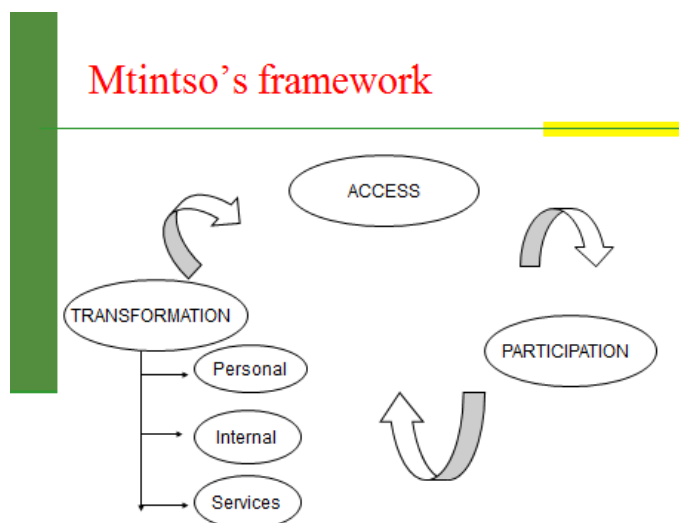 Mtintso's framework
ACCESS
TRANSFORMATION
PARTICIPATION
Personal
Internal
Services